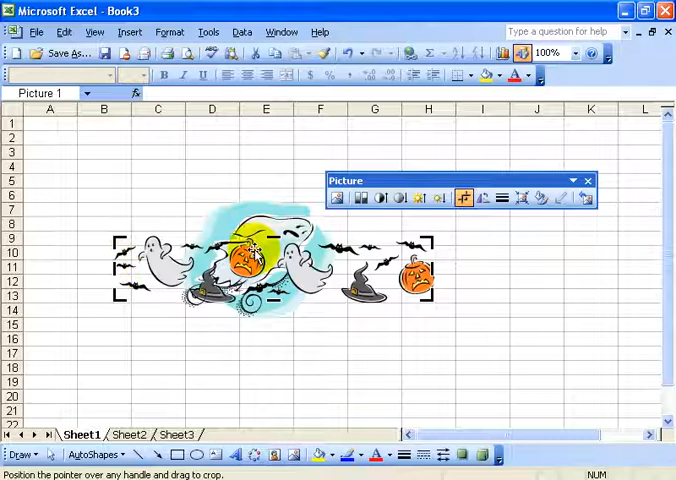 Microsoft Excel - Book3
File Edit View Insert Format Tools Data Window Help
Type a question for help
Save As... 100%
B I U $ % , A
Picture 1 fx
A B C D E F G H I J K L
1
2
3
4
5
Picture
6
7
8
9
10
11
12
13
14
15
16
17
18
19
20
21
22
Sheet1 Sheet2 Sheet3
Draw AutoShapes A A
Position the pointer over any handle and drag to crop. NUM